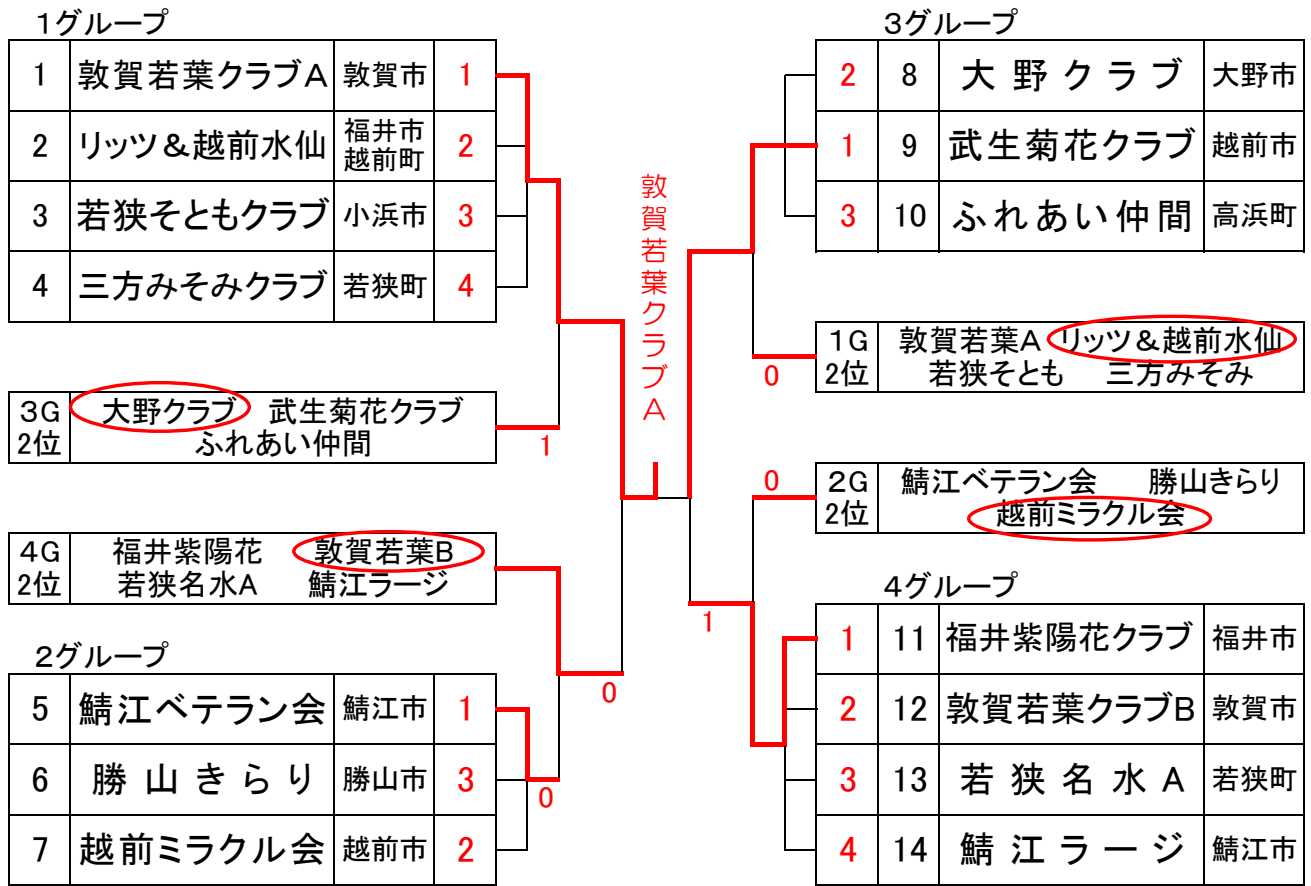 1グループ
1 敦賀若葉クラブA 敦賀市 1
2 リッツ&越前水仙 福井市 越前町 2
3 若狭そともクラブ 小浜市 3
4 三方みそみクラブ 若狭町 4
3G 2位 大野クラブ 武生菊花クラブ
ふれあい仲間
1
4G 2位 福井紫陽花 敦賀若葉B
若狭名水A 鯖江ラージ
0
2グループ
5 鯖江ベテラン会 鯖江市 1
6 勝山きらり 勝山市 3
0
7 越前ミラクル会 越前市 2
敦賀若葉クラブA
3グループ
2 8 大野クラブ 大野市
1 9 武生菊花クラブ 越前市
3 10 ふれあい仲間 高浜町
1G 2位 敦賀若葉A リッツ&越前水仙
若狭そとも 三方みそみ
0
0
2G 2位 鯖江ベテラン会 勝山きらり
越前ミラクル会
4グループ
1
1 11 福井紫陽花クラブ 福井市
2 12 敦賀若葉クラブB 敦賀市
3 13 若狭名水A 若狭町
4 14 鯖江ラージ 鯖江市